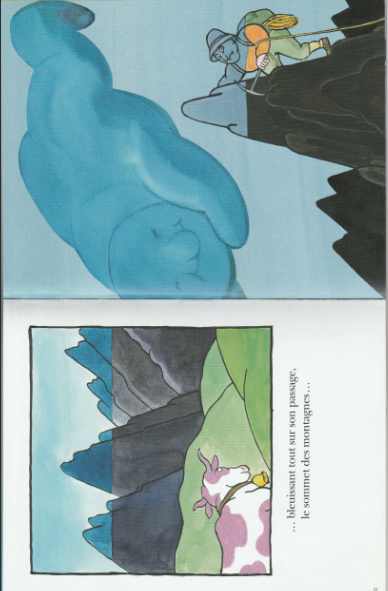 … bleuissant tout sur son passage,
le sommet des montagnes…